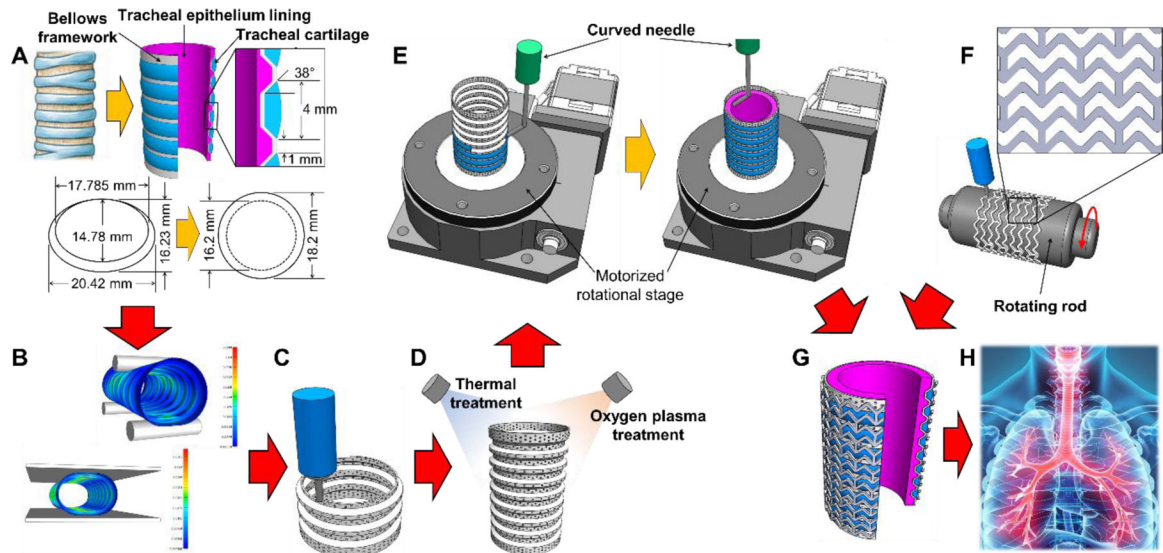 A
Bellows
framework
Tracheal epithelium lining
Tracheal cartilage
38°
4 mm
1 mm
17.785 mm
14.78 mm
16.23 mm
20.42 mm
16.2 mm
18.2 mm
E
Curved needle
Motorized
rotational stage
F
Rotating rod
B
C
D
Thermal
treatment
Oxygen plasma
treatment
G
H